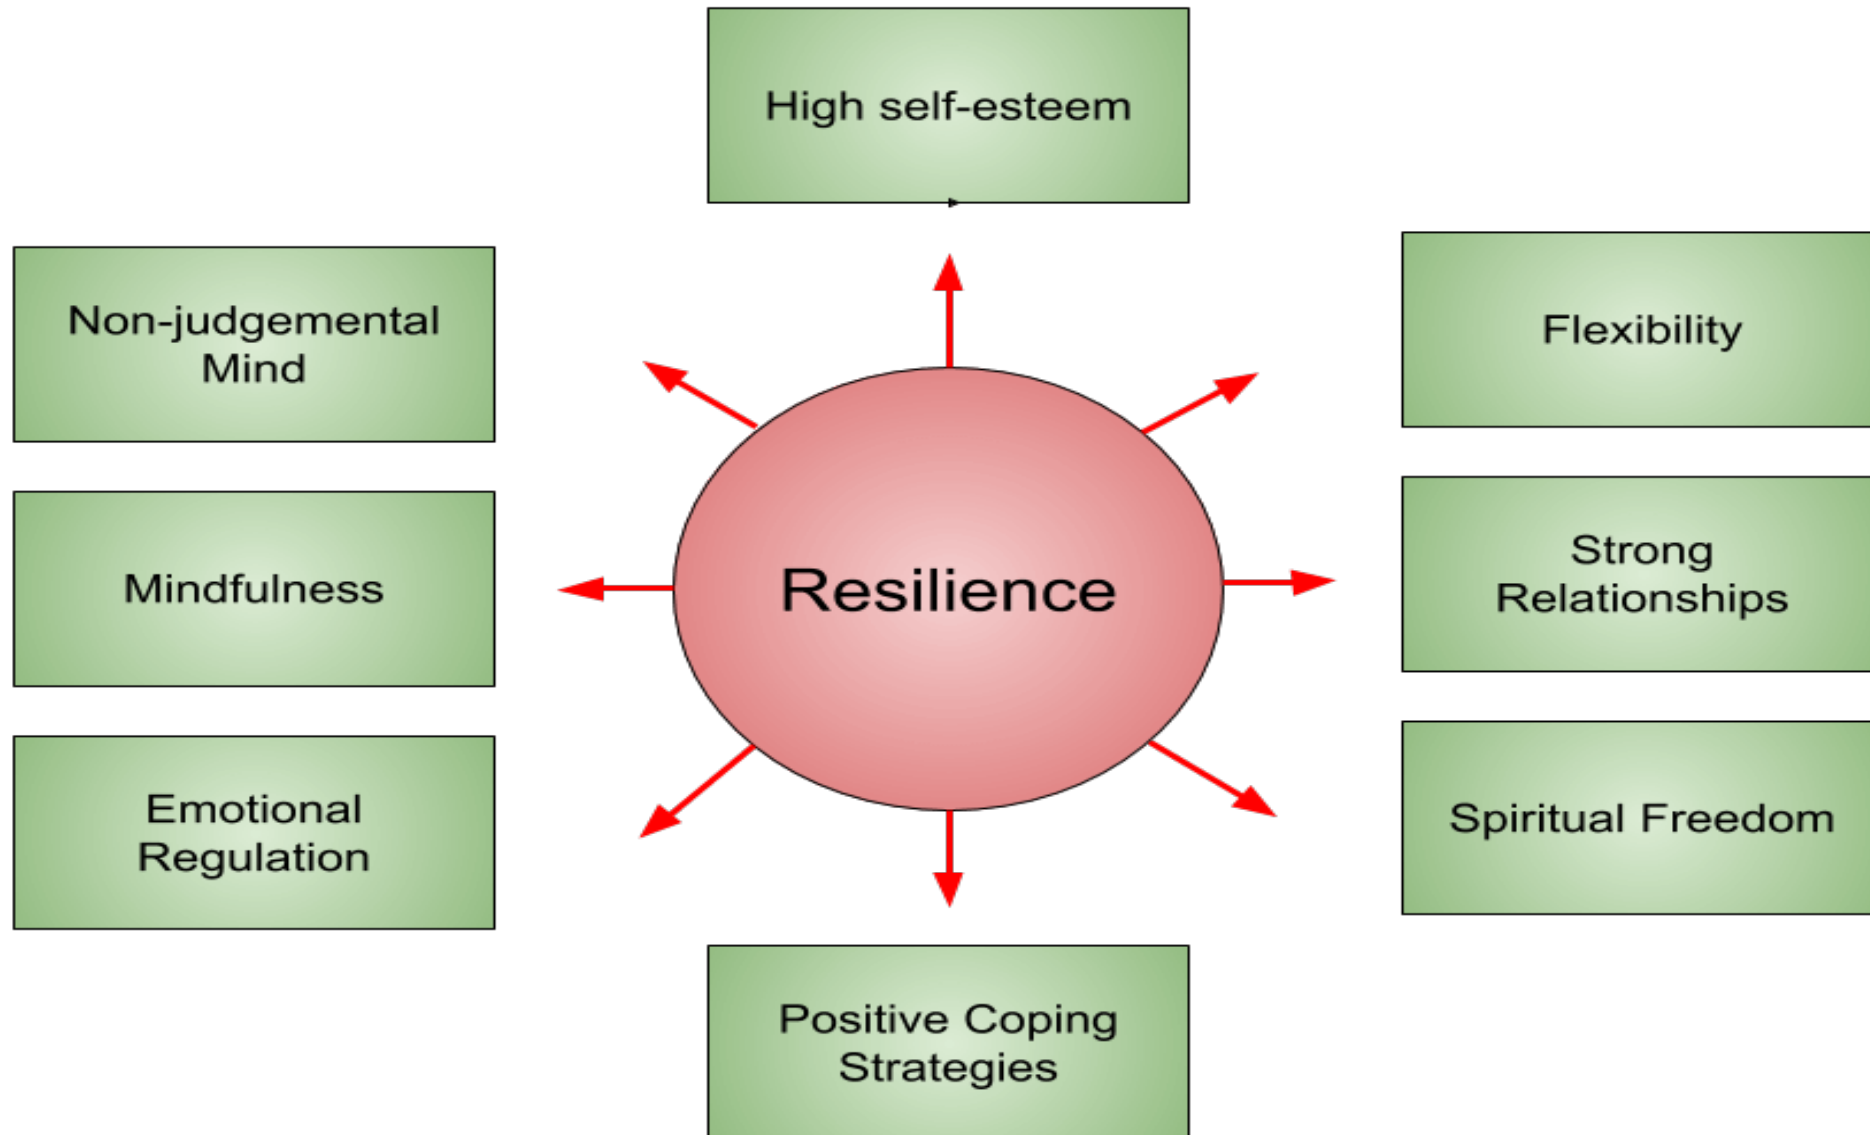 High self-esteem
Non-judgemental
Mind
Flexibility
Mindfulness
Resilience
Strong
Relationships
Emotional
Regulation
Spiritual Freedom
Positive Coping
Strategies